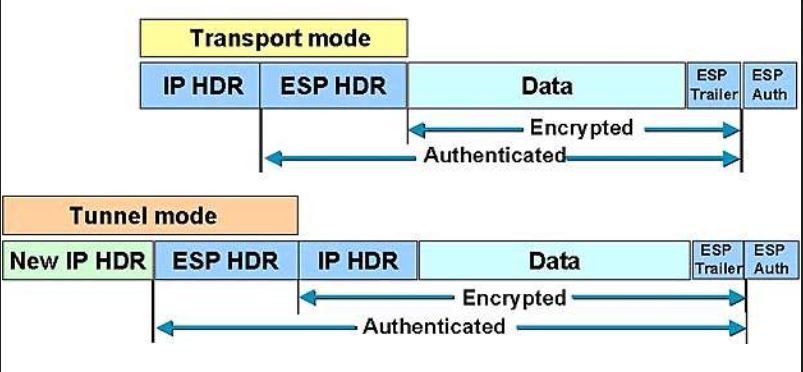 Transport mode
IP HDR ESP HDR Data ESP Trailer ESP Auth
Encrypted
Authenticated
Tunnel mode
New IP HDR ESP HDR IP HDR Data ESP Trailer ESP Auth
Encrypted
Authenticated